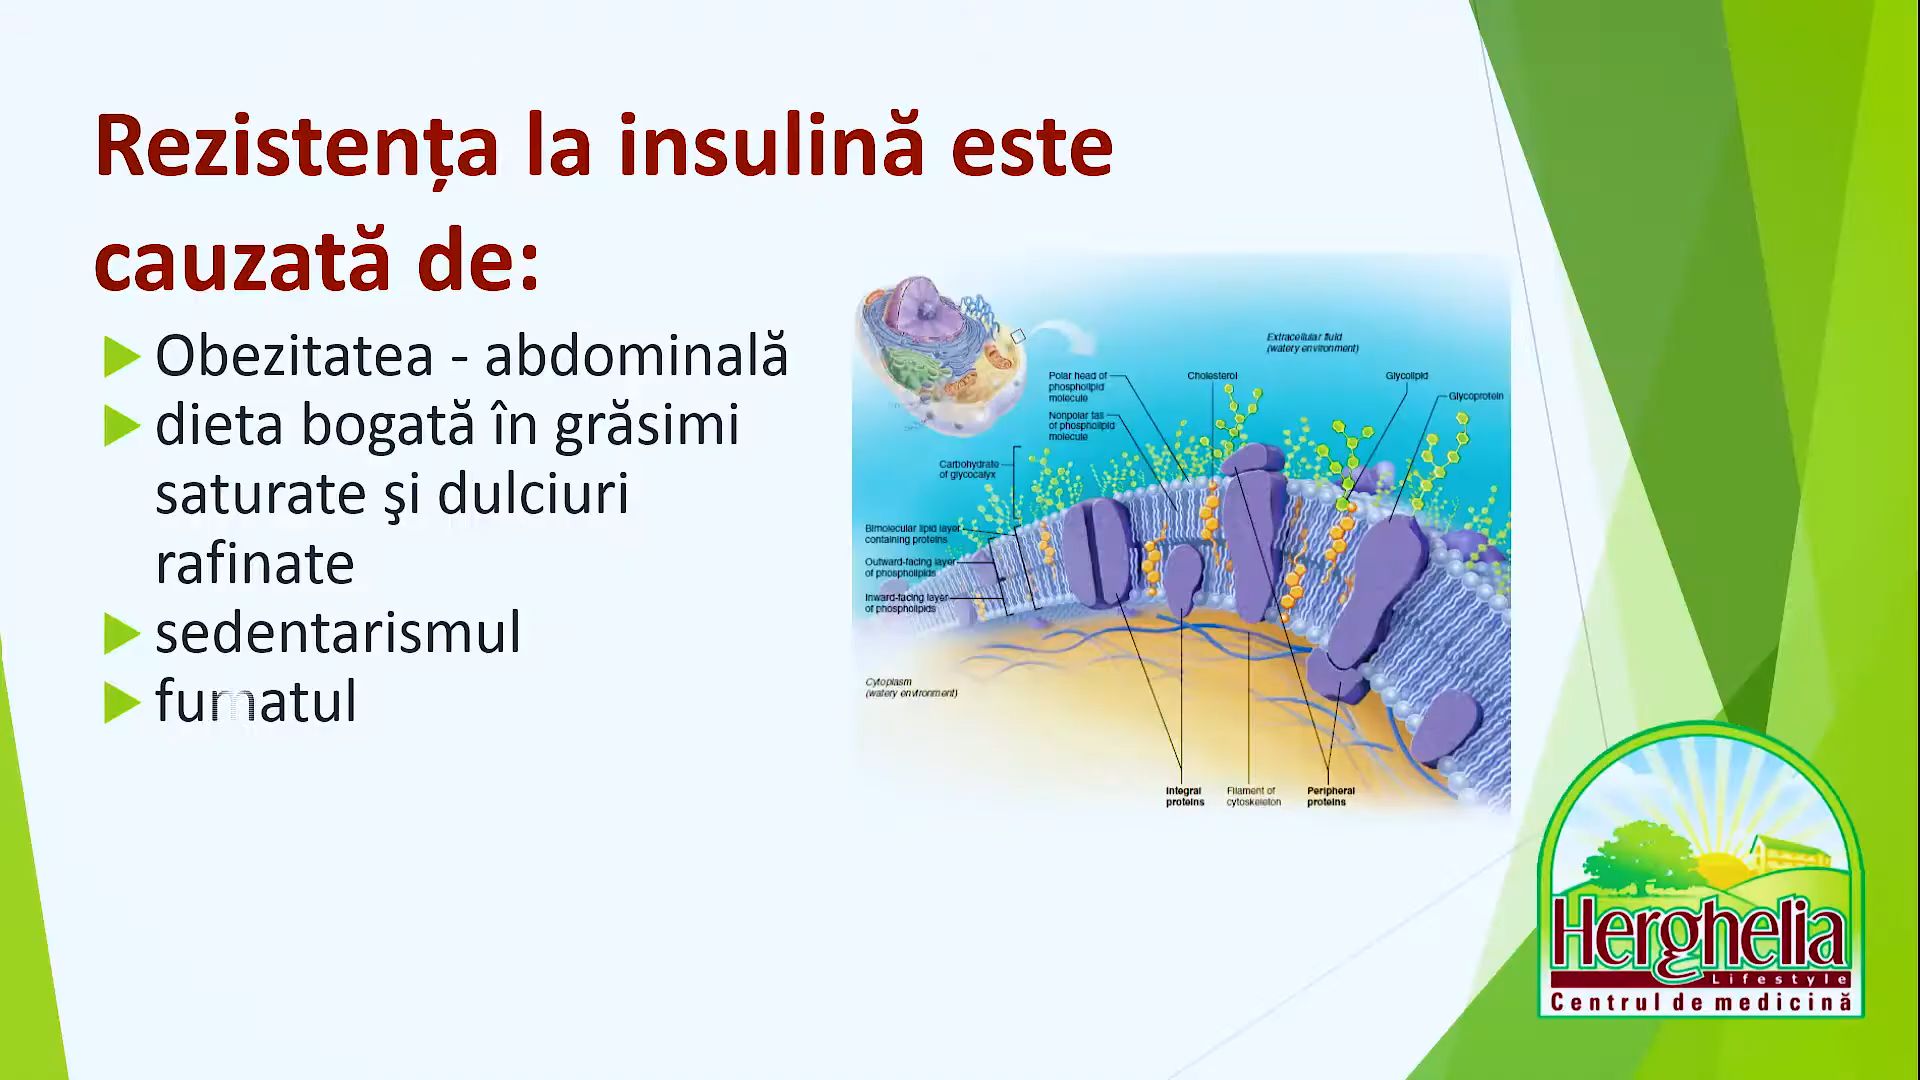 Rezistența la insulină este
cauzată de:
Obezitatea - abdominală
dieta bogată în grăsimi
saturate şi dulciuri
rafinate
sedentarismul
fumatul
Extracellular fluid
(watery environment)
Polar head of
phospholipid
molecule
Cholesterol
Glycolipid
Glycoprotein
Nonpolar tail
of phospholipid
molecule
Carbohydrate
of glycocalyx
Bimolecular lipid layer
containing proteins
Outward-facing layer
of phospholipids
Inward-facing layer
of phospholipids
Cytoplasm
(watery environment)
Integral
proteins
Filament of
cytoskeleton
Peripheral
proteins
Herghelia
Lifestyle
Centrul de medicină